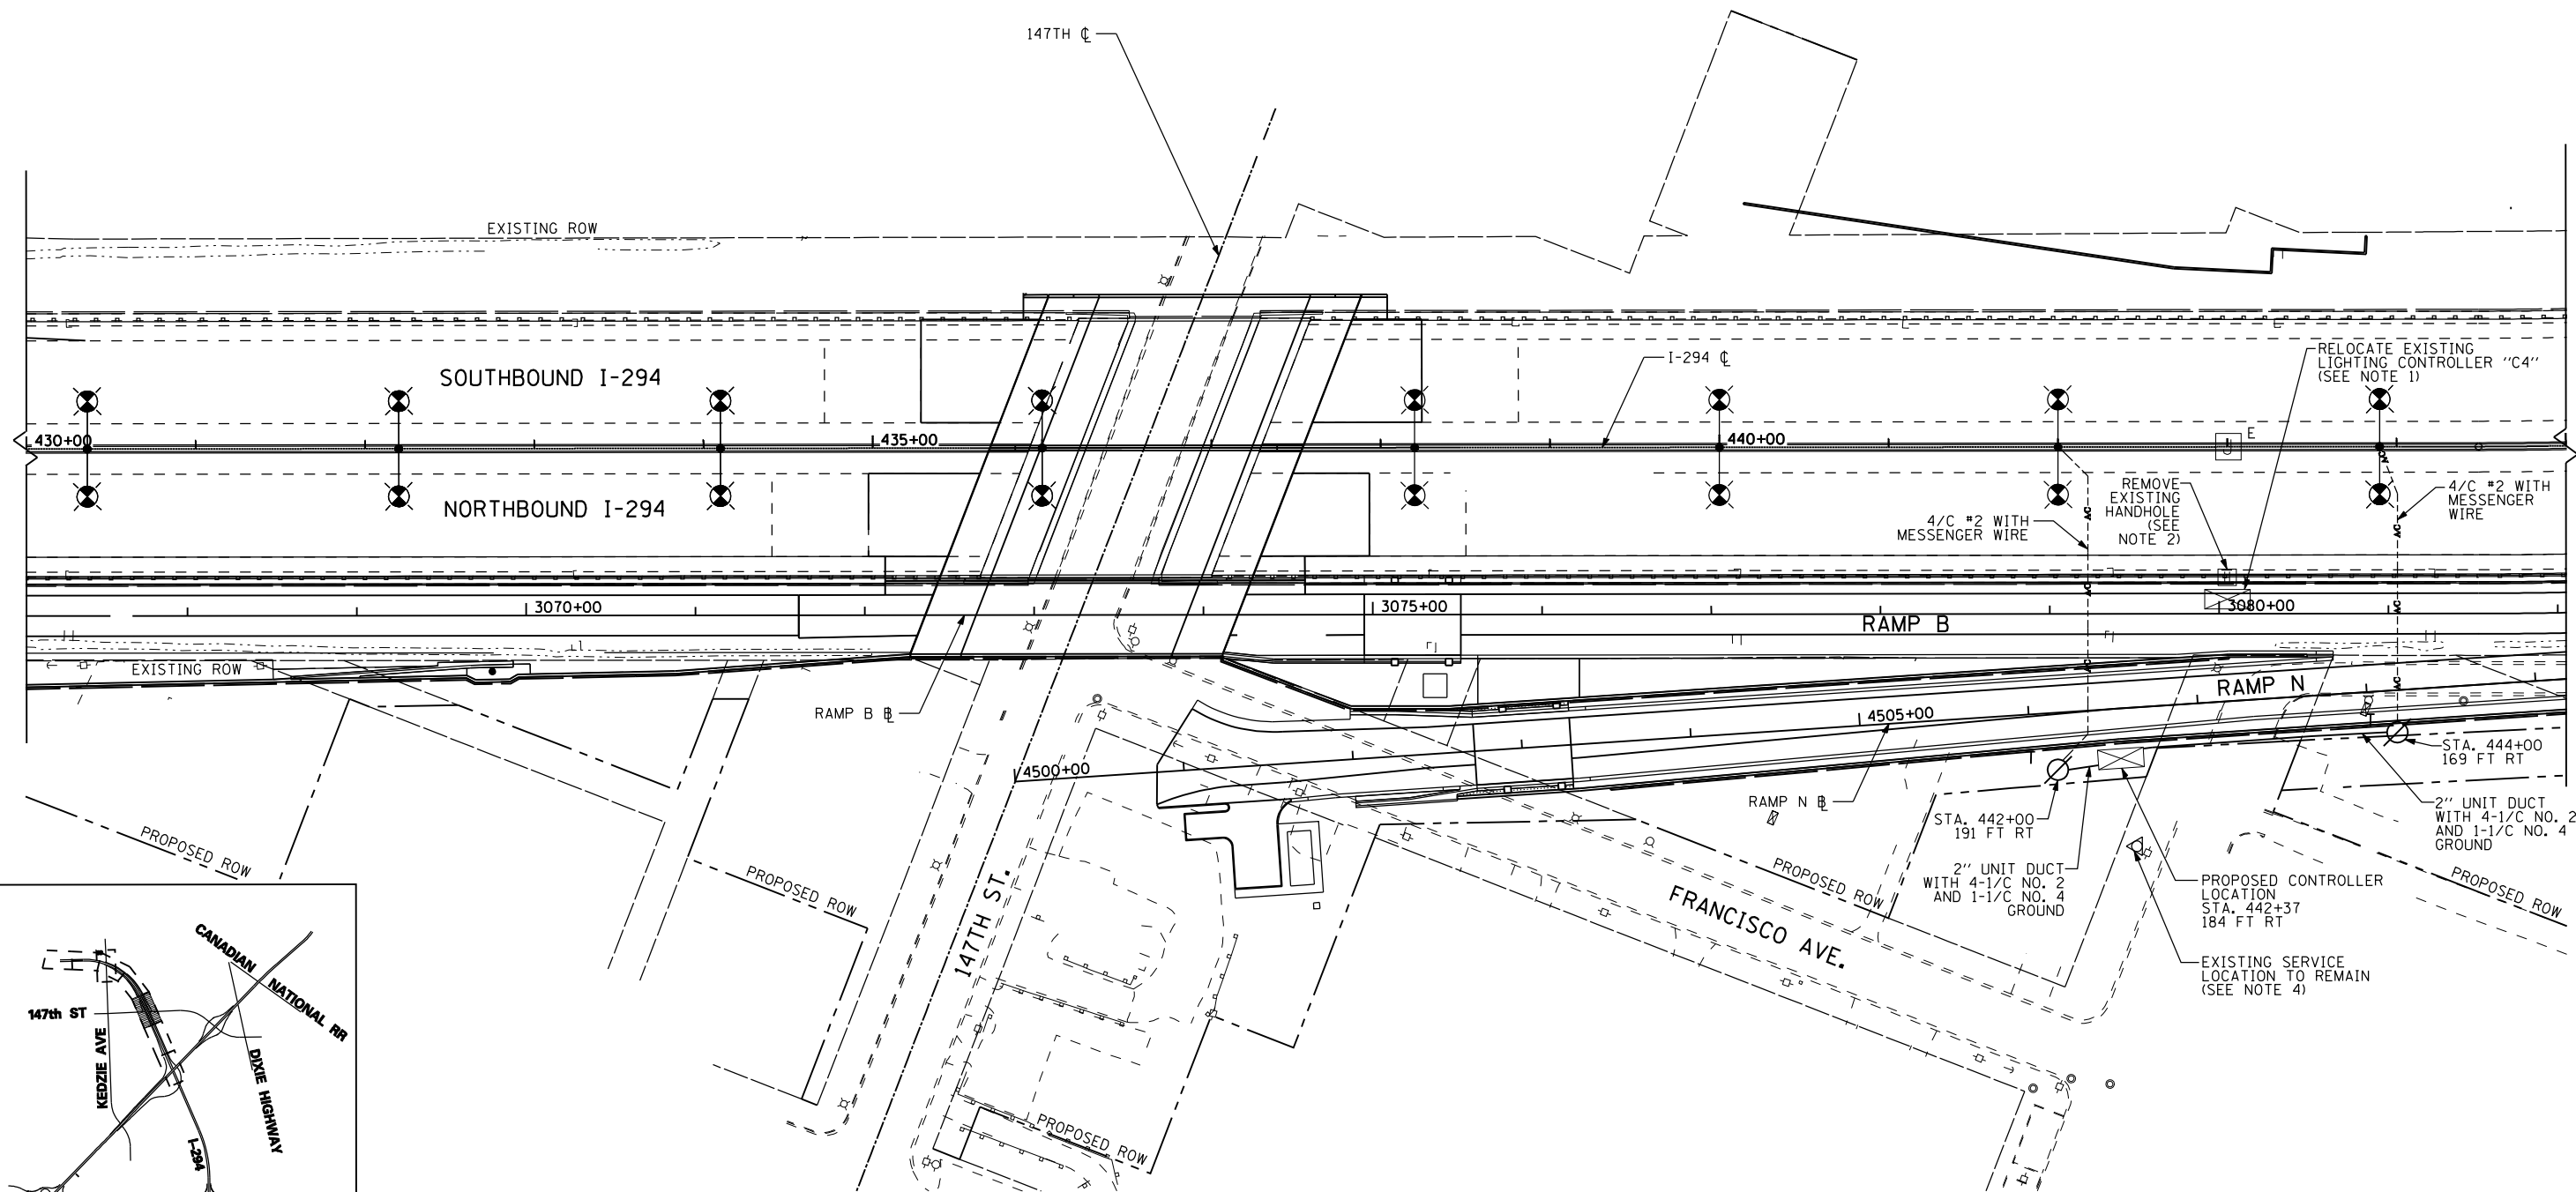 147TH ℄
EXISTING ROW
SOUTHBOUND I-294
I-294 ℄
RELOCATE EXISTING
LIGHTING CONTROLLER "C4"
(SEE NOTE 1)
430+00
435+00
440+00
E
NORTHBOUND I-294
4/C #2 WITH
MESSENGER WIRE
REMOVE
EXISTING
HANDHOLE
(SEE
NOTE 2)
4/C #2 WITH
MESSENGER
WIRE
3070+00
3075+00
3080+00
RAMP B
EXISTING ROW
RAMP B ⅊
RAMP N
4505+00
4500+00
STA. 444+00
169 FT RT
RAMP N ⅊
STA. 442+00
191 FT RT
2" UNIT DUCT
WITH 4-1/C NO. 2
AND 1-1/C NO. 4
GROUND
PROPOSED ROW
PROPOSED ROW
147TH ST.
FRANCISCO AVE.
PROPOSED ROW
2" UNIT DUCT
WITH 4-1/C NO. 2
AND 1-1/C NO. 4
GROUND
PROPOSED CONTROLLER
LOCATION
STA. 442+37
184 FT RT
PROPOSED ROW
EXISTING SERVICE
LOCATION TO REMAIN
(SEE NOTE 4)
PROPOSED ROW
CANADIAN NATIONAL RR
147th ST
KEDZIE AVE
DIXIE HIGHWAY
I-294